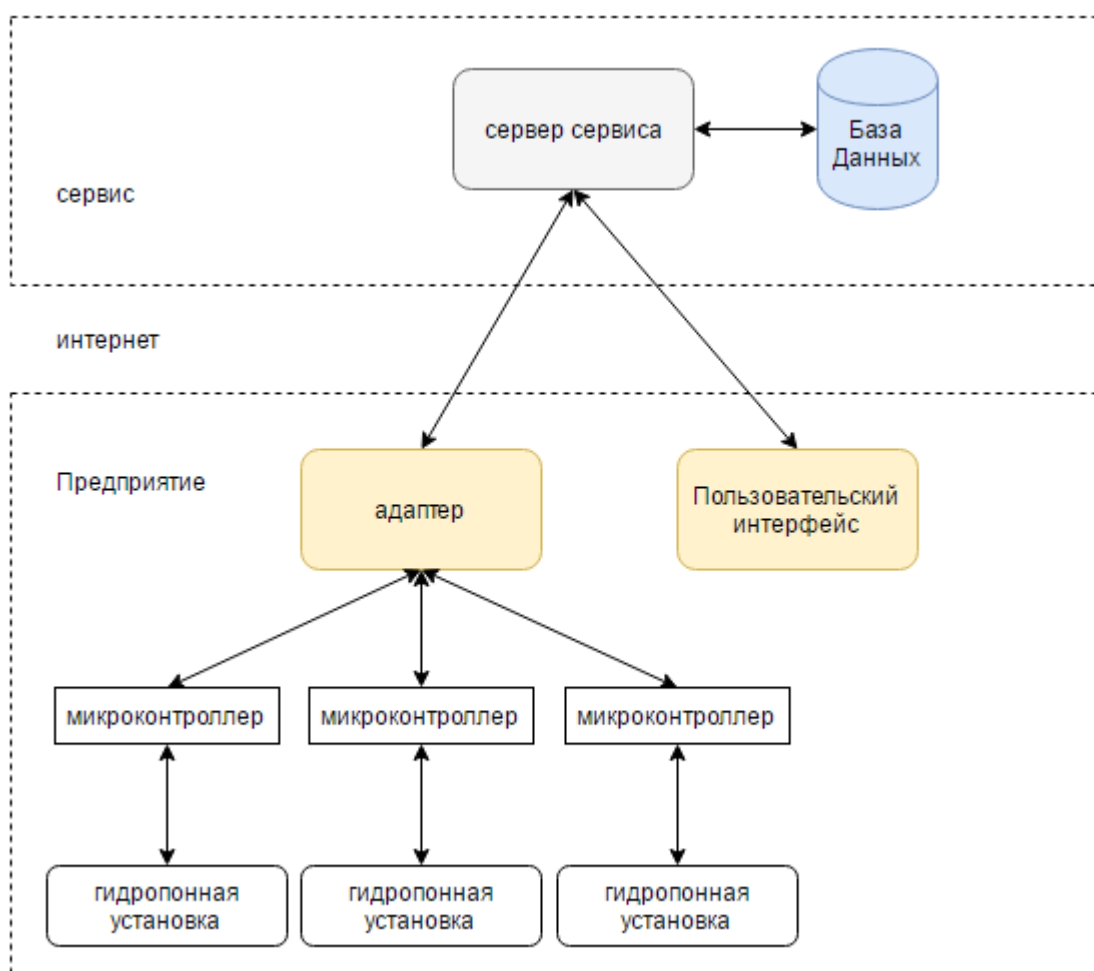 сервер сервиса
База
Данных
сервис
интернет
Предприятие
адаптер
Пользовательский
интерфейс
микроконтроллер
микроконтроллер
микроконтроллер
гидропонная
установка
гидропонная
установка
гидропонная
установка